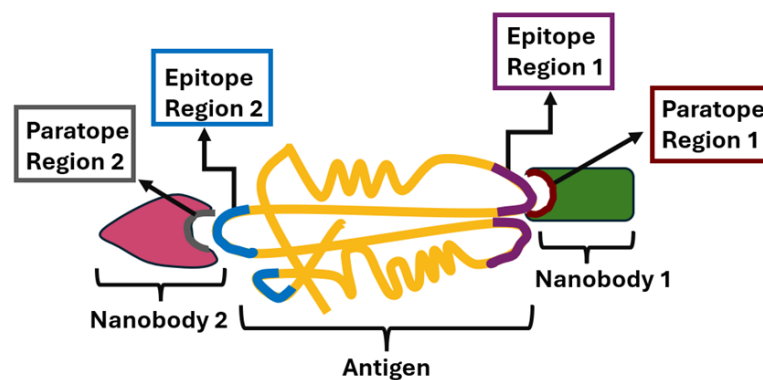 Epitope
Region 1
Epitope
Region 2
Paratope
Region 1
Paratope
Region 2
Nanobody 1
Nanobody 2
Antigen